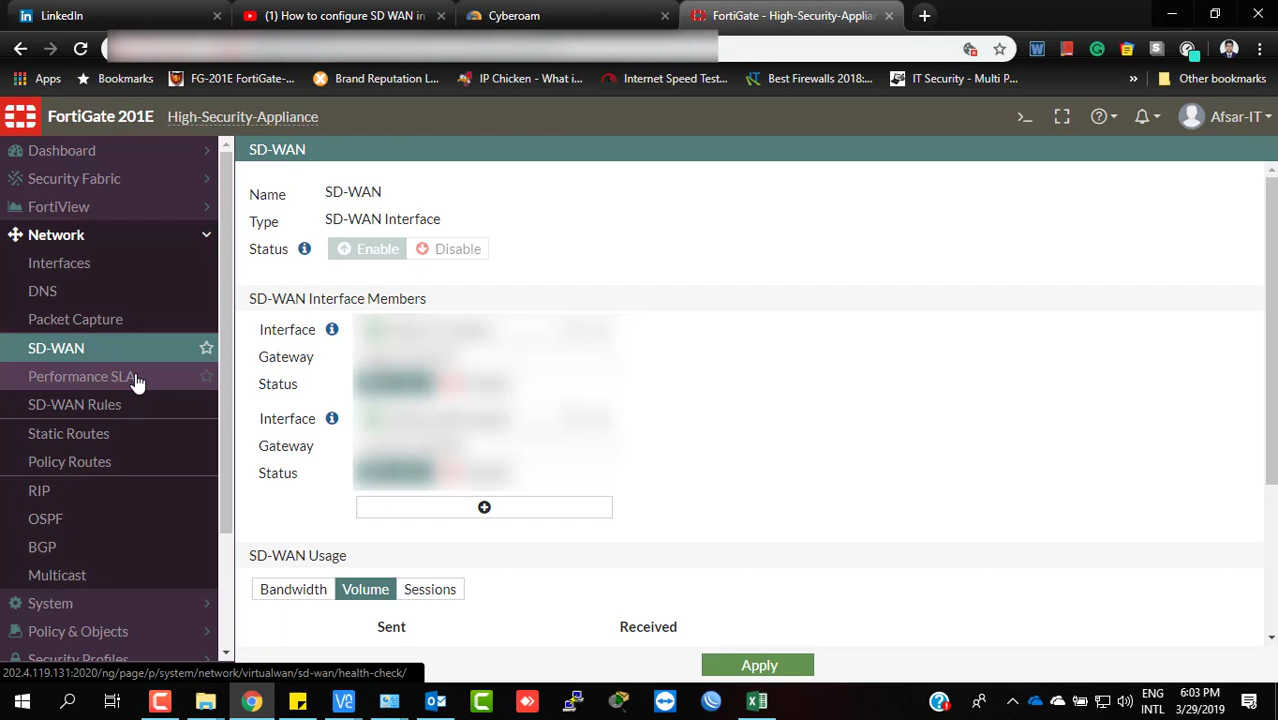 LinkedIn
(1) How to configure SD WAN in
Cyberoam
FortiGate - High-Security-Applian
Apps
Bookmarks
FG-201E FortiGate-...
Brand Reputation L...
IP Chicken - What i...
Internet Speed Test...
Best Firewalls 2018:...
IT Security - Multi P...
»
Other bookmarks
FortiGate 201E
High-Security-Appliance
Afsar-IT
Dashboard
Security Fabric
FortiView
Network
Interfaces
DNS
Packet Capture
SD-WAN
Performance SLA
SD-WAN Rules
Static Routes
Policy Routes
RIP
OSPF
BGP
Multicast
System
Policy & Objects
Security Profiles
SD-WAN
Name SD-WAN
Type SD-WAN Interface
Status Enable Disable
SD-WAN Interface Members
Interface
Gateway
Status
Interface
Gateway
Status
SD-WAN Usage
Bandwidth Volume Sessions
Sent Received
Apply
202.4.119.131:2020/ng/page/p/system/network/virtualwan/sd-wan/health-check/
ENG
INTL
6:03 PM
3/29/2019